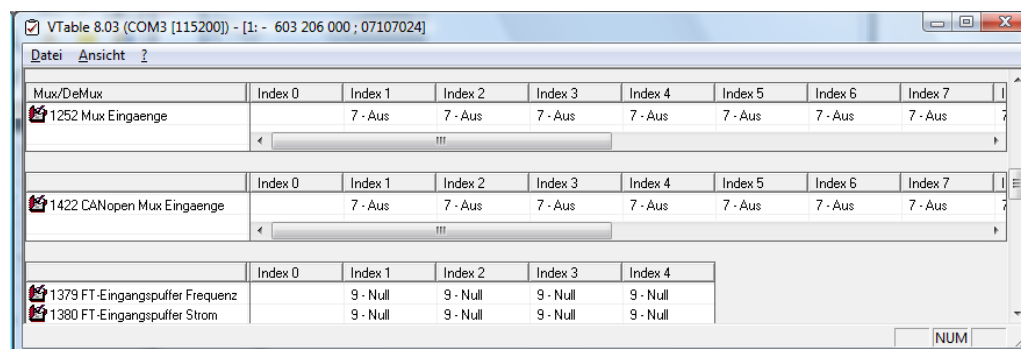 VTable 8.03 (COM3 [115200]) - [1: -  603 206 000 ; 07107024]
Datei Ansicht ?
Mux/DeMux Index 0 Index 1 Index 2 Index 3 Index 4 Index 5 Index 6 Index 7
1252 Mux Eingaenge 7 - Aus 7 - Aus 7 - Aus 7 - Aus 7 - Aus 7 - Aus 7 - Aus
Index 0 Index 1 Index 2 Index 3 Index 4 Index 5 Index 6 Index 7
1422 CANopen Mux Eingaenge 7 - Aus 7 - Aus 7 - Aus 7 - Aus 7 - Aus 7 - Aus 7 - Aus
Index 0 Index 1 Index 2 Index 3 Index 4
1379 FT-Eingangspuffer Frequenz 9 - Null 9 - Null 9 - Null 9 - Null
1380 FT-Eingangspuffer Strom 9 - Null 9 - Null 9 - Null 9 - Null
NUM